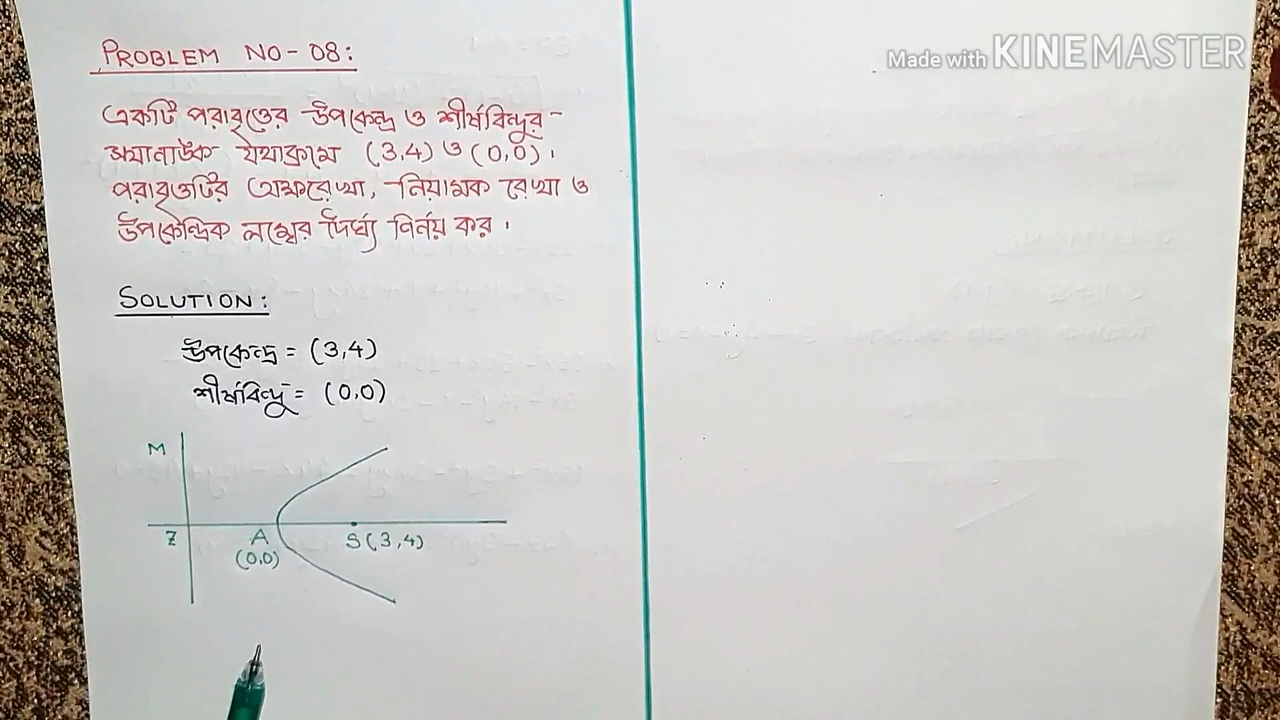 PROBLEM NO-08:
একটি পরাবৃত্তের উপকেন্দ্র ও শীর্ষবিন্দুর-
স্থানাঙ্ক যথাক্রমে (3,4) ও (0,0).
পরাবৃত্তটির অক্ষরেখা, নিয়ামক রেখা ও
উপকেন্দ্রিক লম্বের দৈর্ঘ্য নির্নয় কর.
SOLUTION:
উপকেন্দ্র = (3,4)
শীর্ষবিন্দু = (0,0)
M
Z A S(3,4)
(0,0)
Made with KINEMASTER